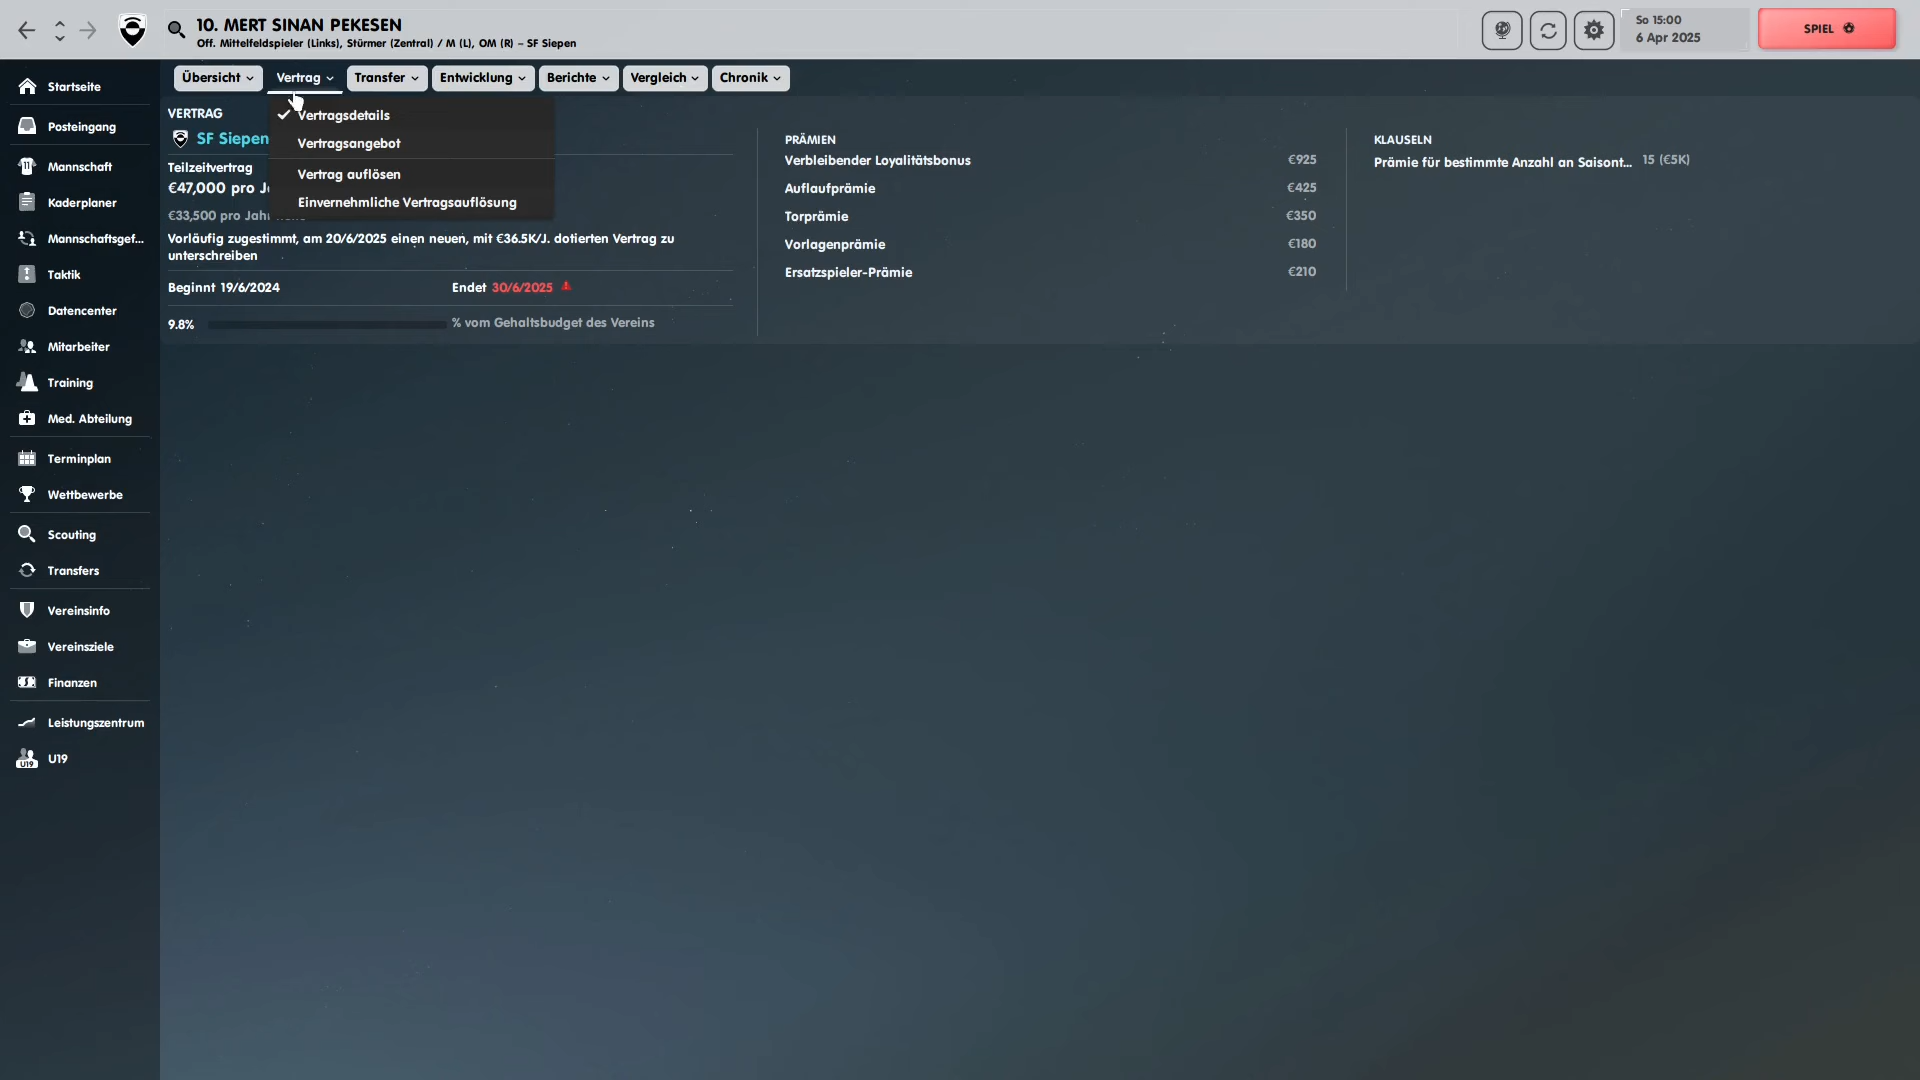 10. MERT SINAN PEKESEN
Off. Mittelfeldspieler (Links), Stürmer (Zentral) / M (L), OM (R) – SF Siepen
So 15:00
6 Apr 2025
SPIEL
Startseite
Posteingang
Mannschaft
Kaderplaner
Mannschaftsgef...
Taktik
Datencenter
Mitarbeiter
Training
Med. Abteilung
Terminplan
Wettbewerbe
Scouting
Transfers
Vereinsinfo
Vereinsziele
Finanzen
Leistungszentrum
U19
Übersicht
Vertrag
Transfer
Entwicklung
Berichte
Vergleich
Chronik
Vertragsdetails
Vertragsangebot
Vertrag auflösen
Einvernehmliche Vertragsauflösung
VERTRAG
SF Siepen
Teilzeitvertrag
€47,000 pro
€33,500 pro
Vorläufig zugestimmt, am 20/6/2025 einen neuen, mit €36.5K/J. dotierten Vertrag zu
unterschreiben
Beginnt 19/6/2024
Endet 30/6/2025
9.8%
% vom Gehaltsbudget des Vereins
PRÄMIEN
Verbleibender Loyalitätsbonus €925
Auflaufprämie €425
Torprämie €350
Vorlagenprämie €180
Ersatzspieler-Prämie €210
KLAUSELN
Prämie für bestimmte Anzahl an Saisont... 15 (€5K)